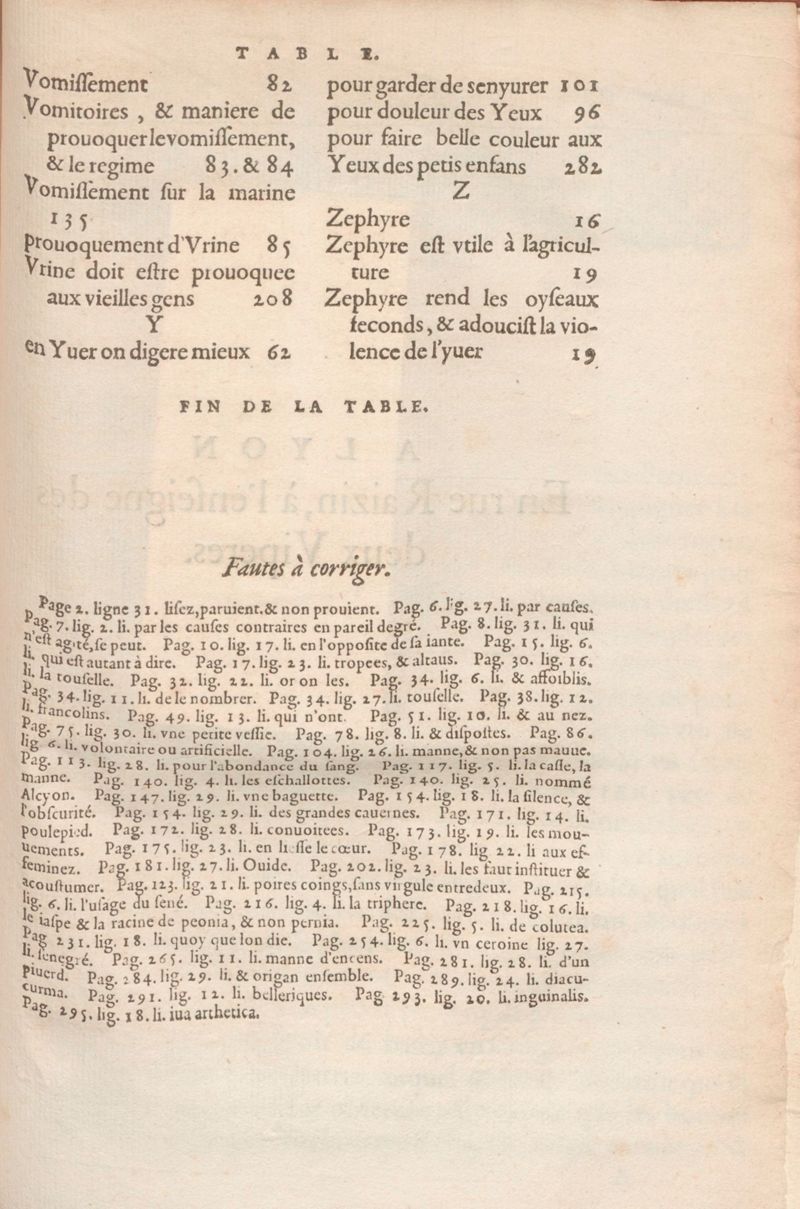 T A B L E.
Vomiſſement 82
Vomitoires , & maniere de
prouoquer le vomiſſement,
& le regime 83. & 84
Vomiſſement ſur la marine
135
Prouoquement d'Vrine 85
Vrine doit eſtre prouoquee
aux vieilles gens 208
Y
en Yuer on digere mieux 62
pour garder de s'enyurer 101
pour douleur des Yeux 96
pour faire belle couleur aux
Yeux des petis enfans 282
Z
Zephyre 16
Zephyre eſt vtile à l'agricul-
ture 19
Zephyre rend les oyſeaux
feconds, & adouciſt la vio-
lence de l'yuer 19
FIN DE LA TABLE.
Fautes à corriger.
Page 2. ligne 31. liſez, paruient. & non prouient. Pag. 6. lig. 27. li. par cauſes.
Pag. 7. lig. 2. li. par les cauſes contraires en pareil degré. Pag. 8. lig. 31. li. qui
n'eſt agité, ſe peut. Pag. 10. lig. 17. li. en l'oppoſite de ſa iante. Pag. 15. lig. 6.
li. qui eſt autant à dire. Pag. 17. lig. 23. li. tropees, & altaus. Pag. 30. lig. 16.
li. la touſelle. Pag. 32. lig. 22. li. or on les. Pag. 34. lig. 6. li. & affoiblis.
Pag. 34. lig. 11. li. de le nombrer. Pag. 34. lig. 27. li. touſelle. Pag. 38. lig. 12.
li. francolins. Pag. 49. lig. 13. li. qui n'ont. Pag. 51. lig. 10. li. & au nez.
Pag. 75. lig. 30. li. vne petite veſſie. Pag. 78. lig. 8. li. & diſpoſtes. Pag. 86.
lig. 6. li. volontaire ou artificielle. Pag. 104. lig. 26. li. manne, & non pas mauue.
Pag. 113. lig. 28. li. pour l'abondance du ſang. Pag. 117. lig. 5. li. la caſſe, la
manne. Pag. 140. lig. 4. li. les eſchallottes. Pag. 140. lig. 25. li. nommé
Alcyon. Pag. 147. lig. 29. li. vne baguette. Pag. 154. lig. 18. li. la ſilence, &
l'obſcurité. Pag. 154. lig. 29. li. des grandes cauernes. Pag. 171. lig. 14. li.
poulepied. Pag. 172. lig. 28. li. conuoitees. Pag. 173. lig. 19. li. les mou-
uements. Pag. 175. lig. 23. li. en lieſſe le cœur. Pag. 178. lig 22. li aux eſ-
feminez. Pag. 181. lig. 27. li. Ouide. Pag. 202. lig. 23. li. les faut inſtituer &
acouſtumer. Pag. 123. lig. 21. li. poires coings, ſans virgule entredeux. Pag. 215.
lig. 6. li. l'uſage du ſené. Pag. 216. lig. 4. li. la triphere. Pag. 218. lig. 16. li.
le iaſpe & la racine de peonia, & non pernia. Pag. 225. lig. 5. li. de colutea.
Pag 231. lig. 18. li. quoy que lon die. Pag. 254. lig. 6. li. vn ceroine lig. 27.
li. ſenegré. Pag. 265. lig. 11. li. manne d'encens. Pag. 281. lig. 28. li. d'un
Piuerd. Pag. 284. lig. 29. li. & origan enſemble. Pag. 289. lig. 24. li. diacu-
curma. Pag. 291. lig. 12. li. belleriques. Pag 293. lig. 20. li. inguinalis.
Pag. 295. lig. 18. li. iua arthetica.